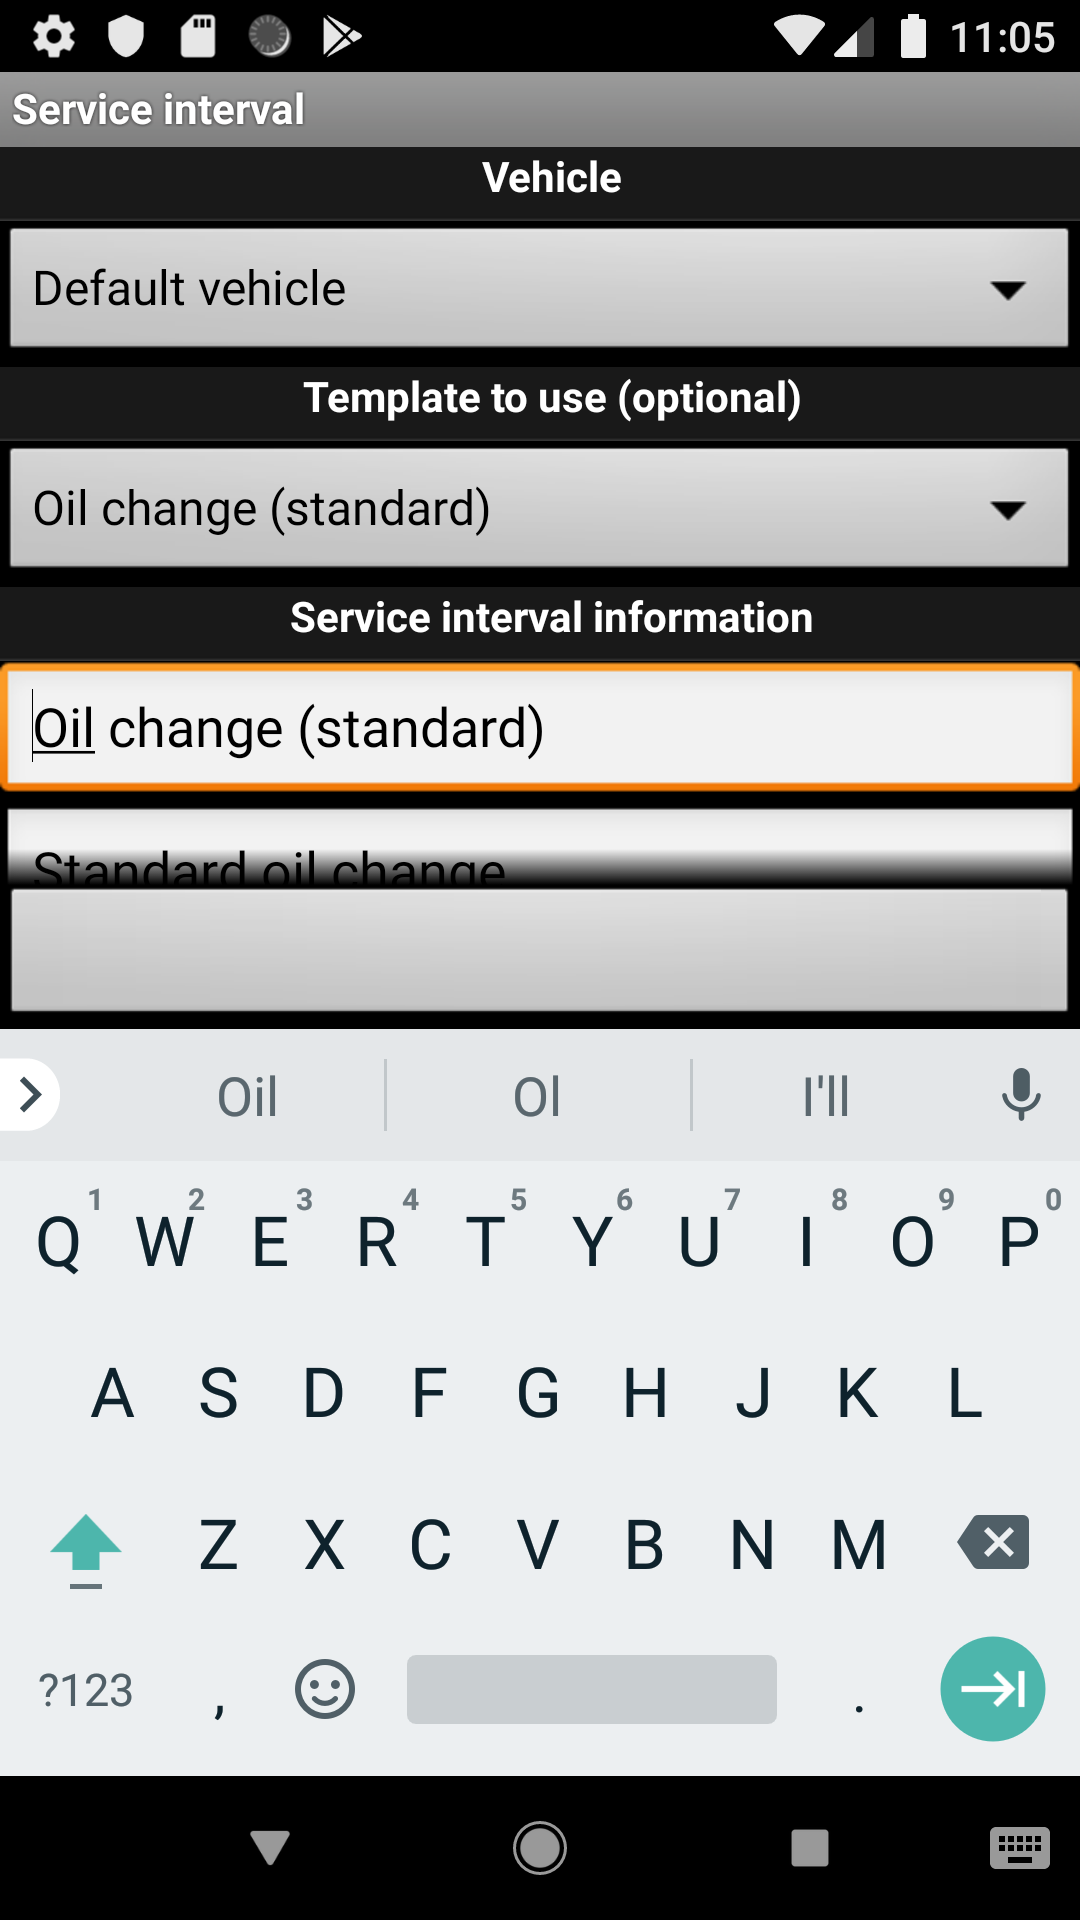 11:05
Service interval
Vehicle
Default vehicle
Template to use (optional)
Oil change (standard)
Service interval information
Oil change (standard)
Standard oil change
Oil Ol I'll
1 2 3 4 5 6 7 8 9 0
Q W E R T Y U I O P
A S D F G H J K L
Z X C V B N M
?123 , .